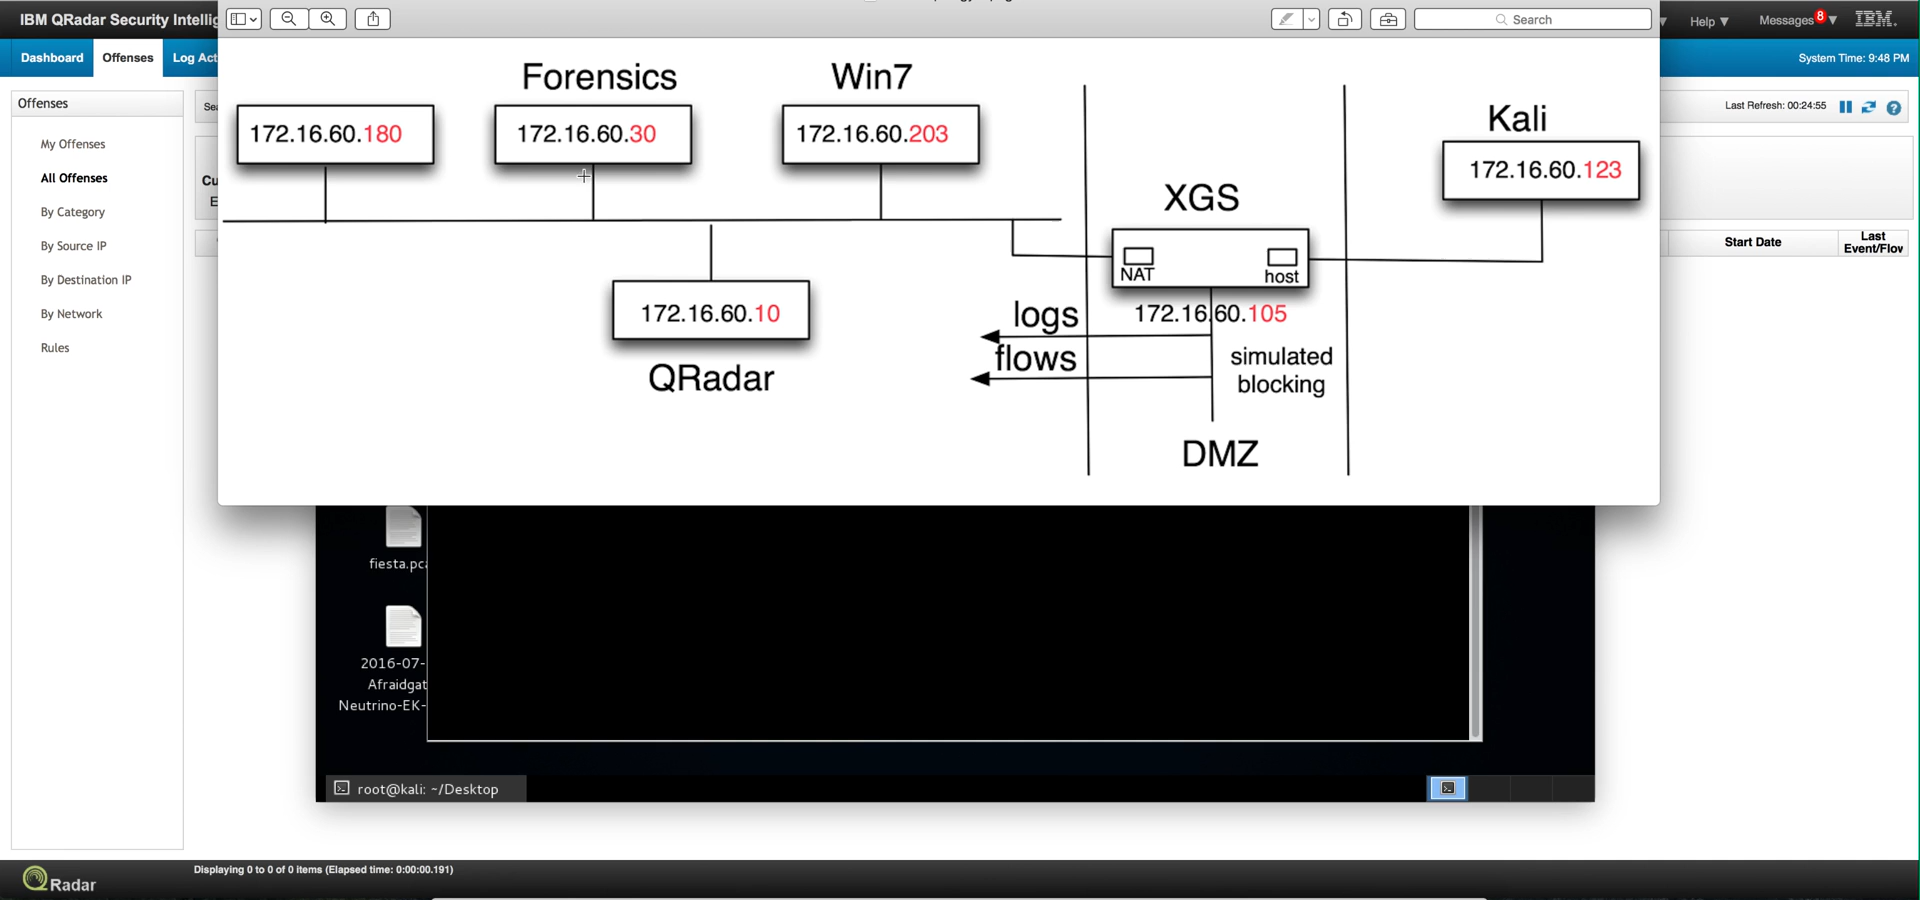 IBM QRadar Security Intellig
Search
Help
Messages 8
IBM
Dashboard
Offenses
Log Act
System Time: 9:48 PM
Offenses
My Offenses
All Offenses
By Category
By Source IP
By Destination IP
By Network
Rules
Sea
Last Refresh: 00:24:55
Cu
E
Start Date
Last
Event/Flow
Forensics
Win7
Kali
172.16.60.180
172.16.60.30
172.16.60.203
172.16.60.123
XGS
NAT
host
172.16.60.10
QRadar
172.16.60.105
logs
flows
simulated
blocking
DMZ
fiesta.pca
2016-07-
Afraidgat
Neutrino-EK-
root@kali: ~/Desktop
QRadar
Displaying 0 to 0 of 0 items (Elapsed time: 0:00:00.191)